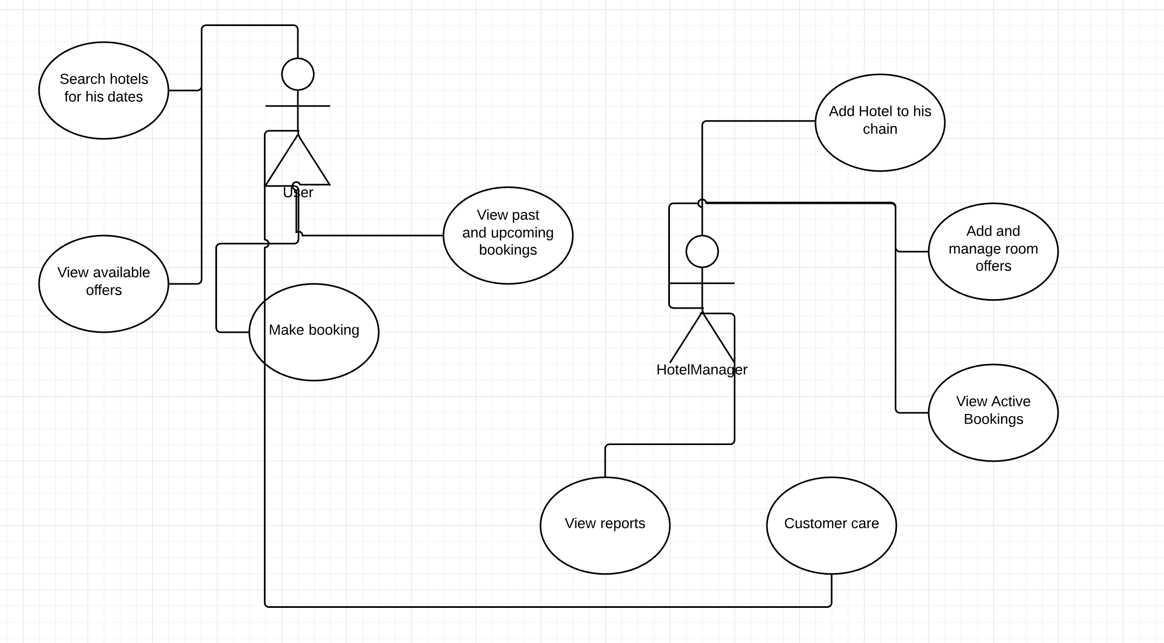 Search hotels
for his dates
User
View available
offers
View past
and upcoming
bookings
Make booking
Add Hotel to his
chain
Add and
manage room
offers
HotelManager
View Active
Bookings
View reports
Customer care